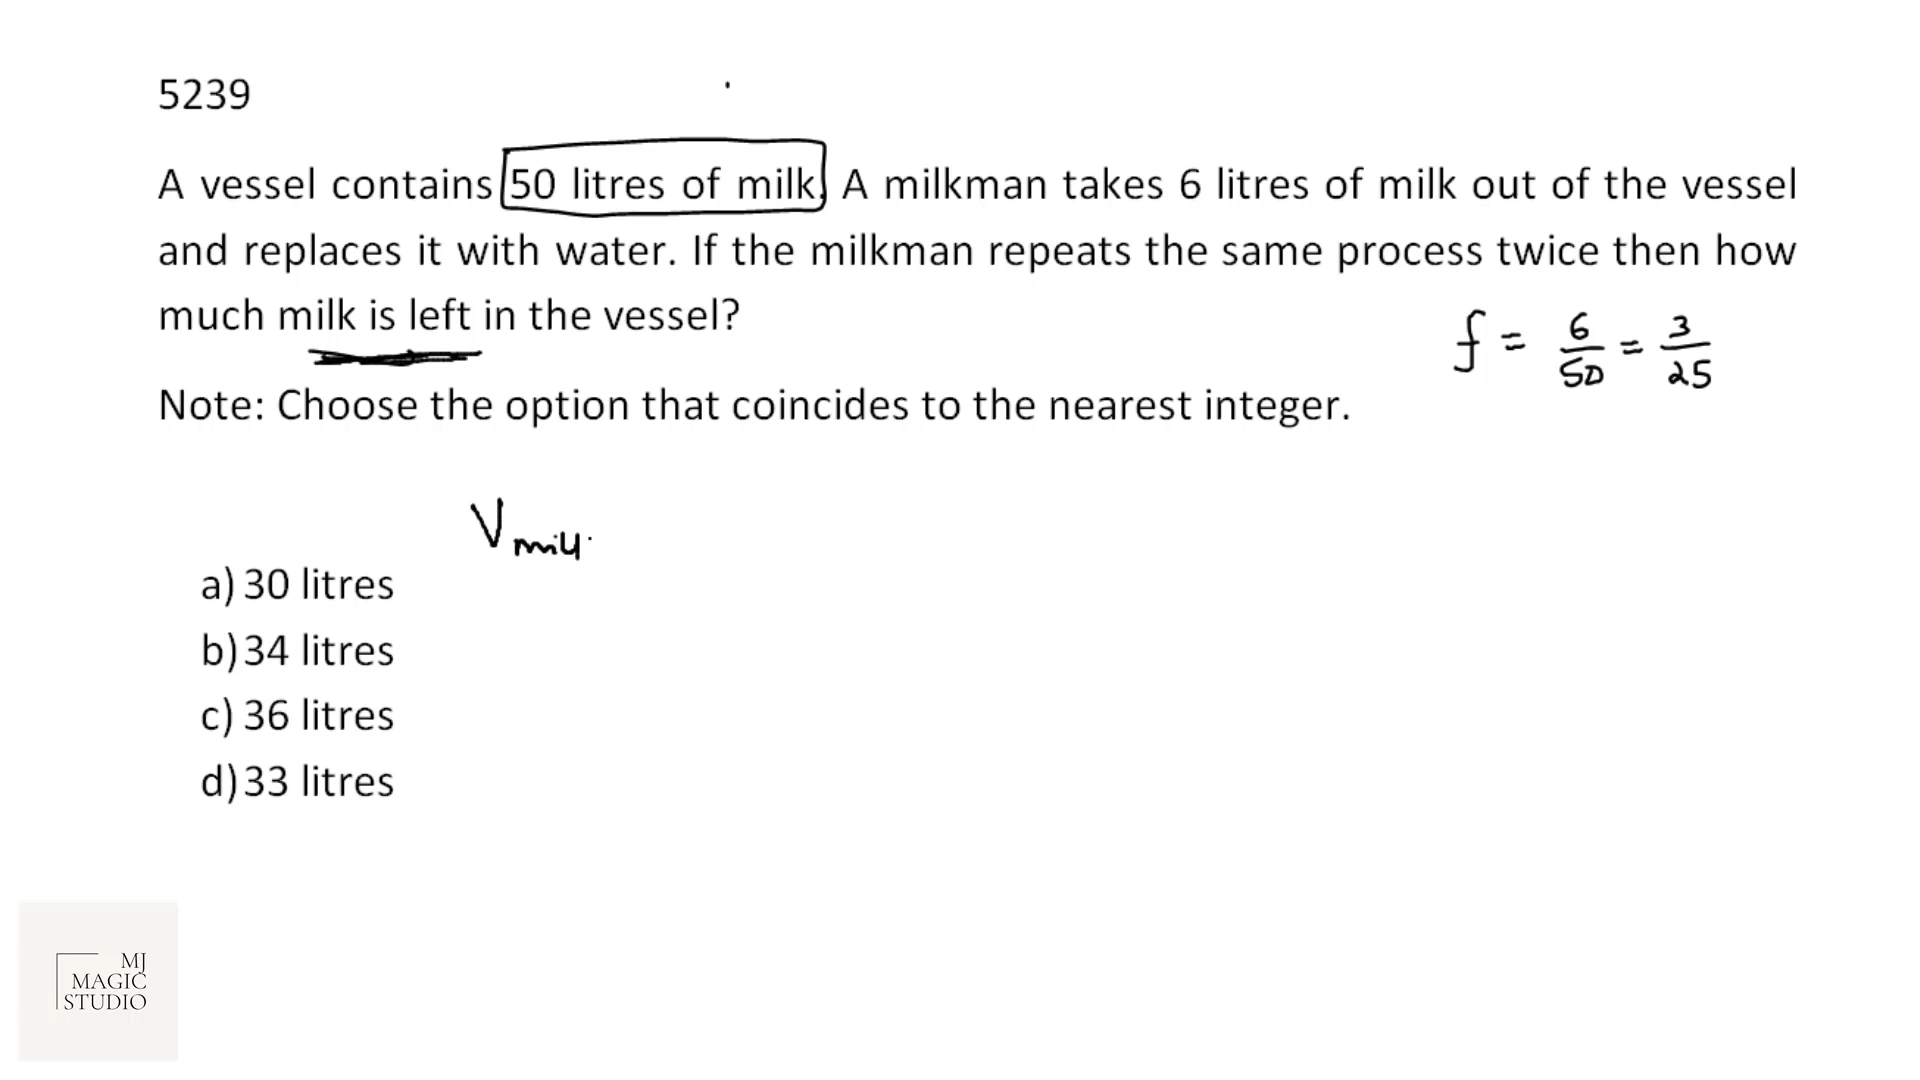 5239
A vessel contains 50 litres of milk. A milkman takes 6 litres of milk out of the vessel
and replaces it with water. If the milkman repeats the same process twice then how
much milk is left in the vessel?
f = 6/50 = 3/25
Note: Choose the option that coincides to the nearest integer.
V mil
a) 30 litres
b) 34 litres
c) 36 litres
d) 33 litres
MJ
MAGIC
STUDIO